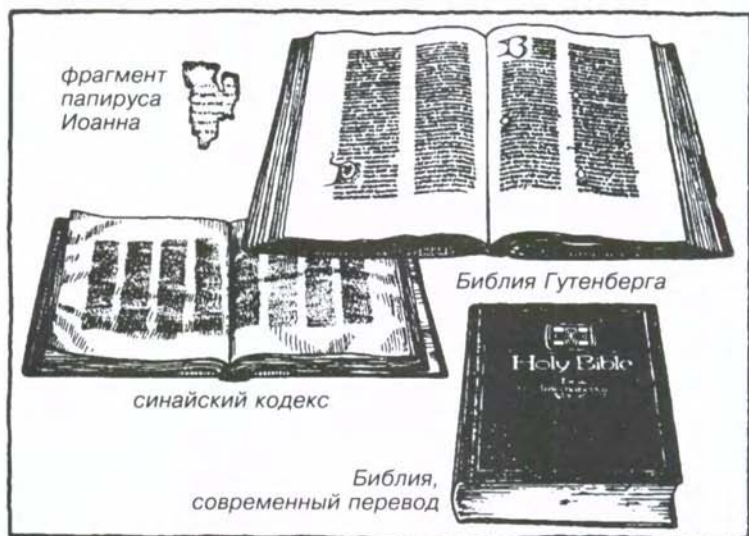 фрагмент
папируса
Иоанна
Библия Гутенберга
синайский кодекс
Holy Bible
Библия,
современный перевод